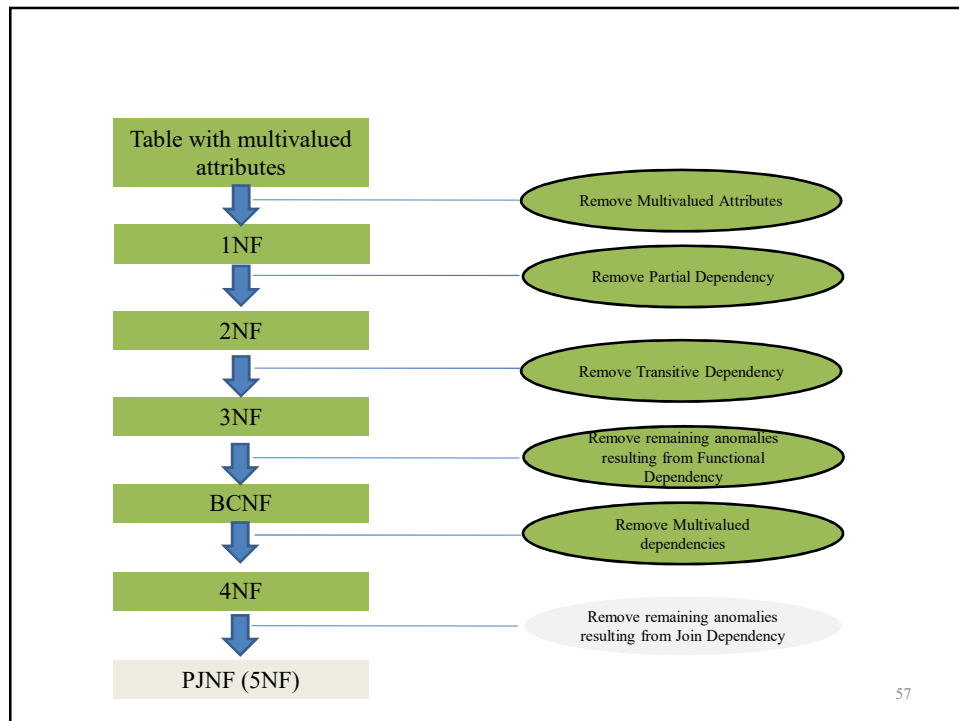 Table with multivalued
attributes
Remove Multivalued Attributes
1NF
Remove Partial Dependency
2NF
Remove Transitive Dependency
3NF
Remove remaining anomalies
resulting from Functional
Dependency
BCNF
Remove Multivalued
dependencies
4NF
Remove remaining anomalies
resulting from Join Dependency
PJNF (5NF)
57